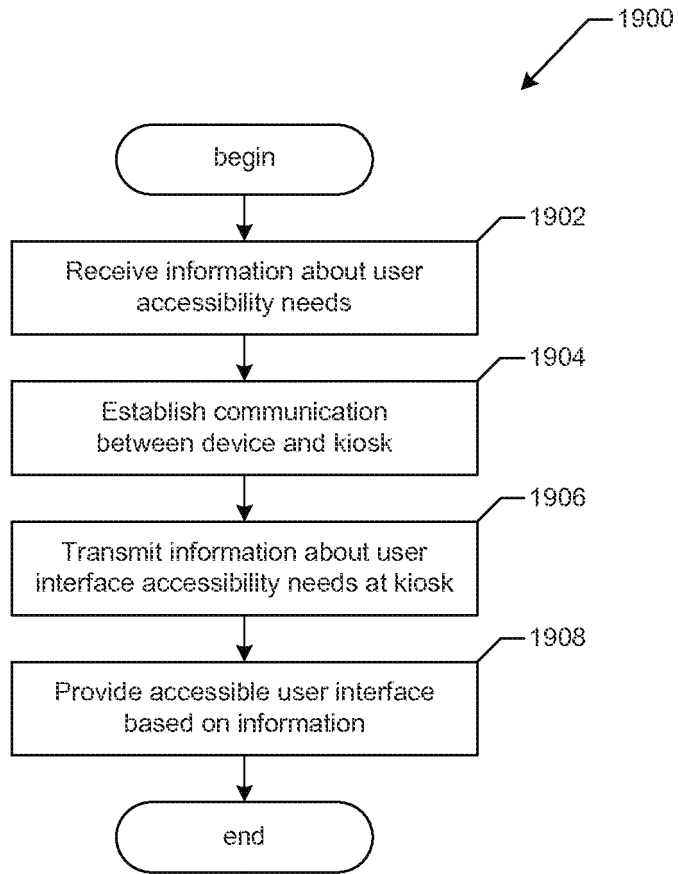 1900
begin
1902
Receive information about user
accessibility needs
1904
Establish communication
between device and kiosk
1906
Transmit information about user
interface accessibility needs at kiosk
1908
Provide accessible user interface
based on information
end